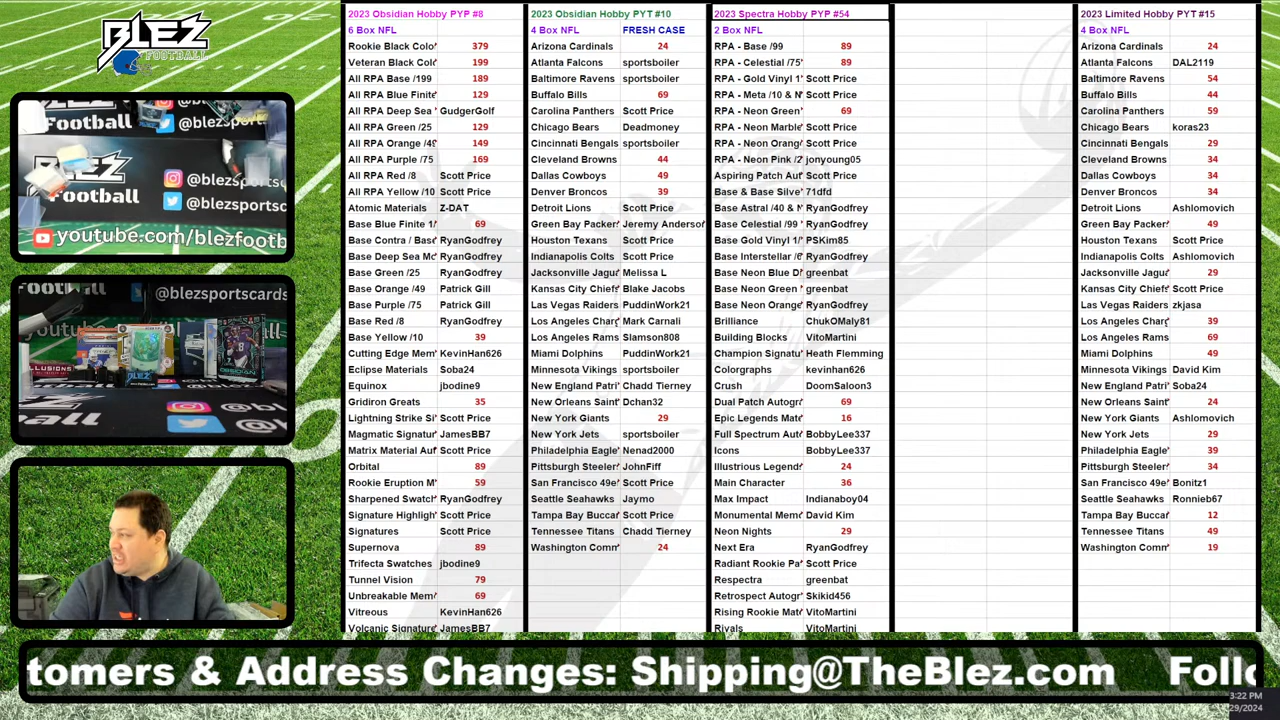 BLEZ
FOOTBALL
Football
@blezsports
BLEZ
Football
@blezsportsc
@blezsc
youtube.com/blezfootb
@blezsportscards
BLEZ
2023 Obsidian Hobby PYP #8
6 Box NFL
Rookie Black Colo 379
Veteran Black Col 199
All RPA Base /199 189
All RPA Blue Finite 129
All RPA Deep Sea GudgerGolf
All RPA Green /25 129
All RPA Orange /49 149
All RPA Purple /75 169
All RPA Red /8 Scott Price
All RPA Yellow /10 Scott Price
Atomic Materials Z-DAT
Base Blue Finite 1/ 69
Base Contra / Base RyanGodfrey
Base Deep Sea Mo RyanGodfrey
Base Green /25 RyanGodfrey
Base Orange /49 Patrick Gill
Base Purple /75 Patrick Gill
Base Red /8 RyanGodfrey
Base Yellow /10 39
Cutting Edge Mem KevinHan626
Eclipse Materials Soba24
Equinox jbodine9
Gridiron Greats 35
Lightning Strike Si Scott Price
Magmatic Signatur JamesBB7
Matrix Material Aut Scott Price
Orbital 89
Rookie Eruption M 59
Sharpened Swatch RyanGodfrey
Signature Highligh Scott Price
Signatures Scott Price
Supernova 89
Trifecta Swatches jbodine9
Tunnel Vision 79
Unbreakable Mem 69
Vitreous KevinHan626
Volcanic Signature JamesBB7
2023 Obsidian Hobby PYT #10
4 Box NFL FRESH CASE
Arizona Cardinals 24
Atlanta Falcons sportsboiler
Baltimore Ravens sportsboiler
Buffalo Bills 69
Carolina Panthers Scott Price
Chicago Bears Deadmoney
Cincinnati Bengals sportsboiler
Cleveland Browns 44
Dallas Cowboys 49
Denver Broncos 39
Detroit Lions Scott Price
Green Bay Packer Jeremy Anderson
Houston Texans Scott Price
Indianapolis Colts Scott Price
Jacksonville Jagu Melissa L
Kansas City Chief Blake Jacobs
Las Vegas Raiders PuddinWork21
Los Angeles Charg Mark Carnali
Los Angeles Rams Slamson808
Miami Dolphins PuddinWork21
Minnesota Vikings sportsboiler
New England Patri Chadd Tierney
New Orleans Saint Dchan32
New York Giants 29
New York Jets sportsboiler
Philadelphia Eagle Nenad2000
Pittsburgh Steeler JohnFiff
San Francisco 49e Scott Price
Seattle Seahawks Jaymo
Tampa Bay Buccan Scott Price
Tennessee Titans Chadd Tierney
Washington Comm 24
2023 Spectra Hobby PYP #54
2 Box NFL
RPA - Base /99 89
RPA - Celestial /75 89
RPA - Gold Vinyl 1 Scott Price
RPA - Meta /10 & N Scott Price
RPA - Neon Green 69
RPA - Neon Marble Scott Price
RPA - Neon Orang Scott Price
RPA - Neon Pink /2 jonyoung05
Aspiring Patch Aut Scott Price
Base & Base Silve 71dfd
Base Astral /40 & N RyanGodfrey
Base Celestial /99 RyanGodfrey
Base Gold Vinyl 1/ PSKim85
Base Interstellar /6 RyanGodfrey
Base Neon Blue D greenbat
Base Neon Green greenbat
Base Neon Orange RyanGodfrey
Brilliance ChukOMaly81
Building Blocks VitoMartini
Champion Signatu Heath Flemming
Colorgraphs kevinhan626
Crush DoomSaloon3
Dual Patch Autogr 69
Epic Legends Mate 16
Full Spectrum Aut BobbyLee337
Icons BobbyLee337
Illustrious Legend 24
Main Character 36
Max Impact Indianaboy04
Monumental Memo David Kim
Neon Nights 29
Next Era RyanGodfrey
Radiant Rookie Pa Scott Price
Respectra greenbat
Retrospect Autogr Skikid456
Rising Rookie Mat VitoMartini
Rivals VitoMartini
2023 Limited Hobby PYT #15
4 Box NFL
Arizona Cardinals 24
Atlanta Falcons DAL2119
Baltimore Ravens 54
Buffalo Bills 44
Carolina Panthers 59
Chicago Bears koras23
Cincinnati Bengals 29
Cleveland Browns 34
Dallas Cowboys 34
Denver Broncos 34
Detroit Lions Ashlomovich
Green Bay Packer 49
Houston Texans Scott Price
Indianapolis Colts Ashlomovich
Jacksonville Jagu 29
Kansas City Chief Scott Price
Las Vegas Raiders zkjasa
Los Angeles Charg 39
Los Angeles Rams 69
Miami Dolphins 49
Minnesota Vikings David Kim
New England Patri Soba24
New Orleans Saint 24
New York Giants Ashlomovich
New York Jets 29
Philadelphia Eagle 39
Pittsburgh Steeler 34
San Francisco 49e Bonitz1
Seattle Seahawks Ronnieb67
Tampa Bay Buccan 12
Tennessee Titans 49
Washington Comm 19
tomers & Address Changes: Shipping@TheBlez.com Follo
3:22 PM
29/2024